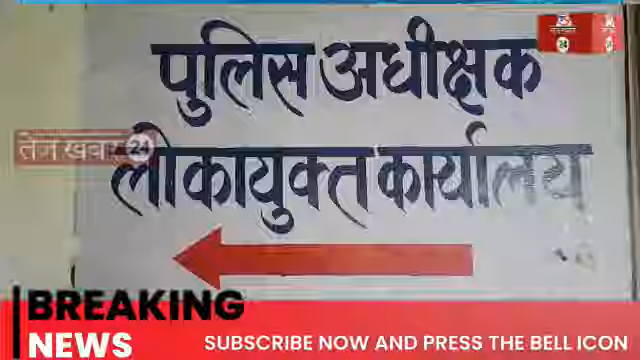 पुलिस अधीक्षक
तेज खबर 24
लोकायुक्त कार्यालय
BREAKING
NEWS
SUBSCRIBE NOW AND PRESS THE BELL ICON